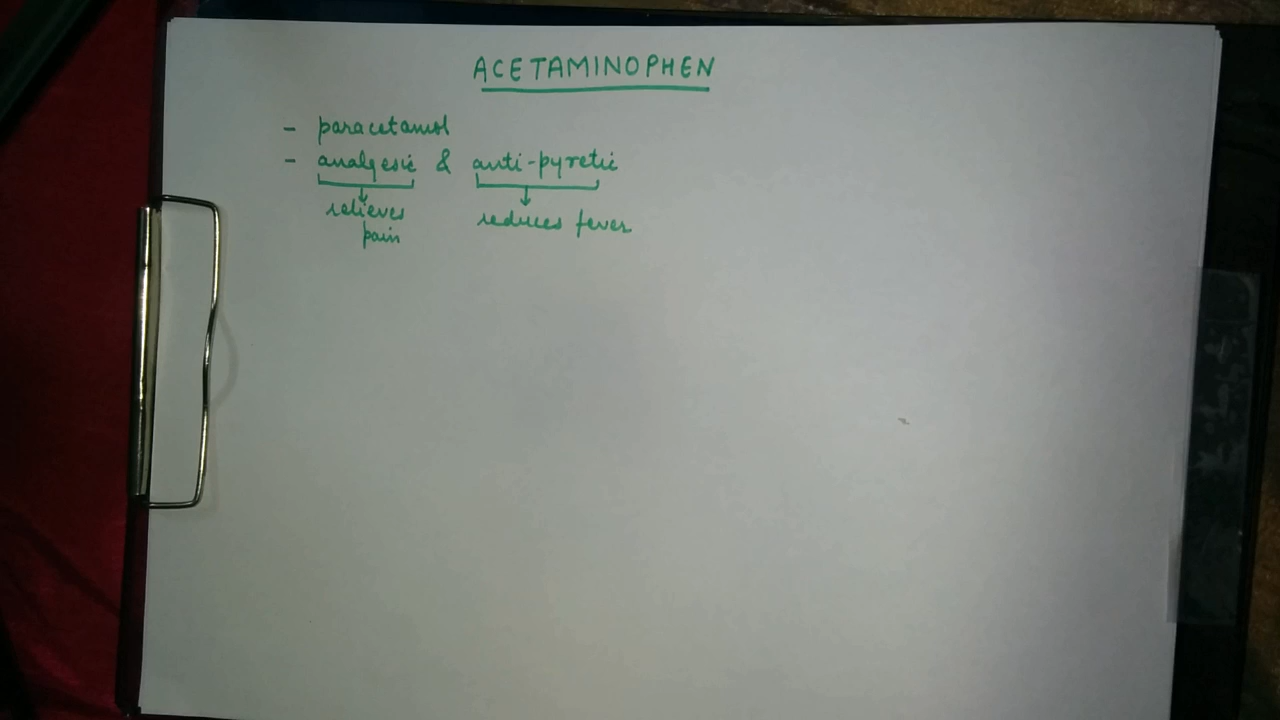 ACETAMINOPHEN
- paracetamol
- analgesic & anti-pyretic
relieves pain
reduces fever